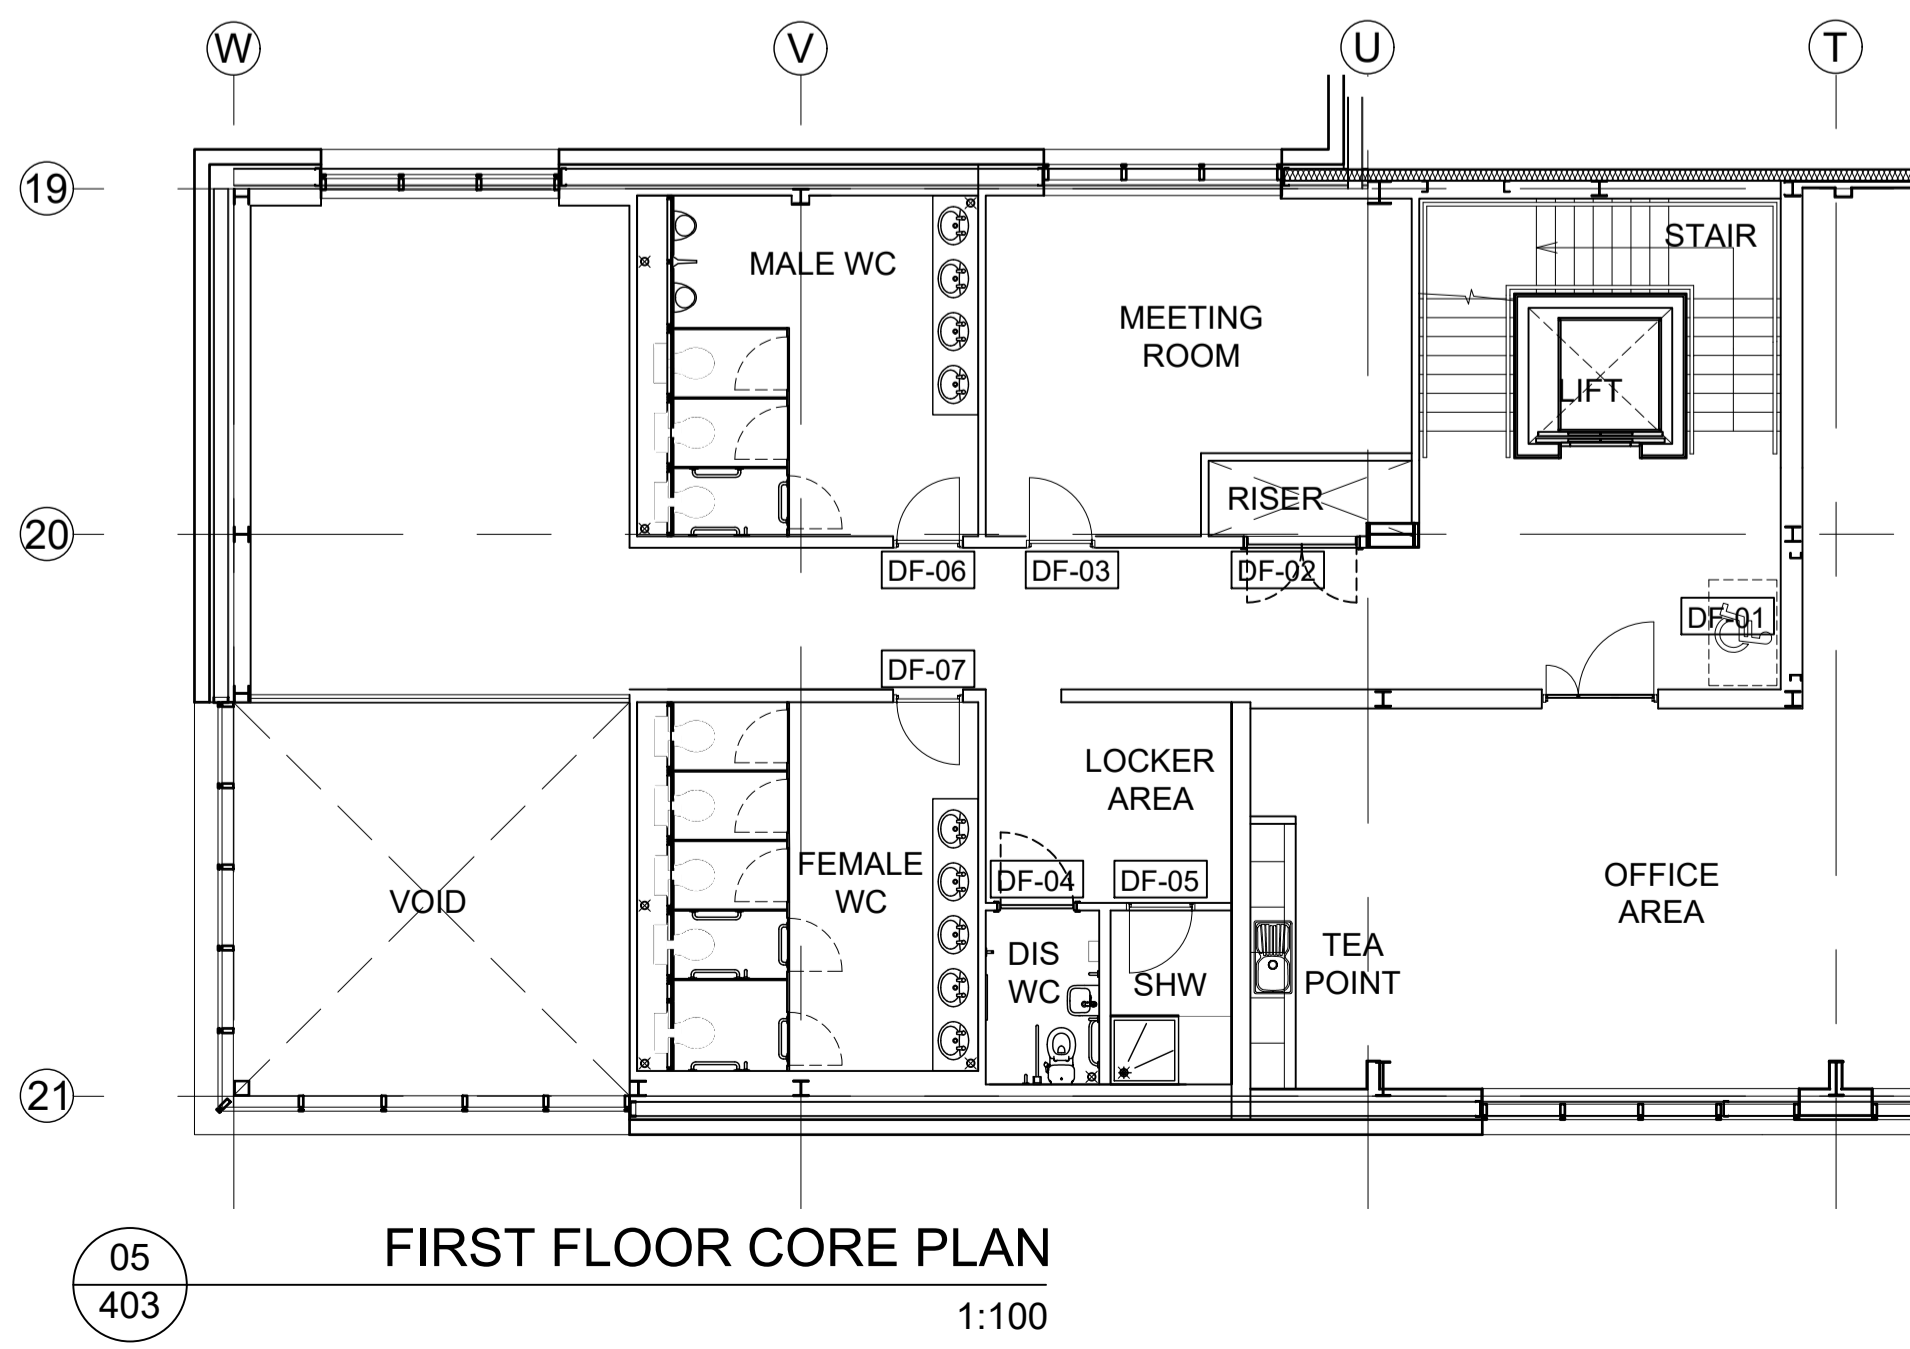 W
V
U
T
19
STAIR
MALE WC
MEETING
ROOM
LIFT
RISER
20
DF-06
DF-03
DF-02
DF-01
DF-07
LOCKER
AREA
FEMALE
WC
DF-04
DF-05
OFFICE
AREA
VOID
TEA
POINT
DIS
WC
SHW
21
FIRST FLOOR CORE PLAN
05
403
1:100